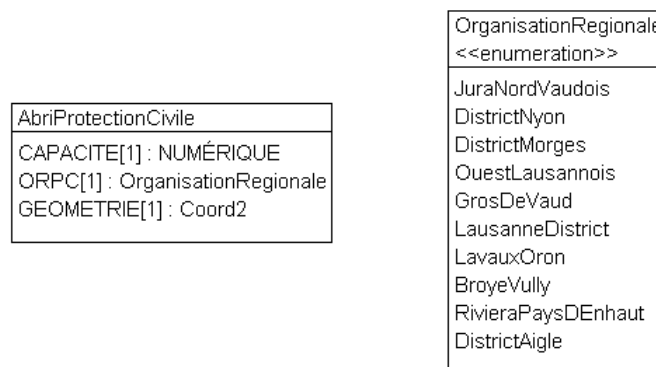 AbriProtectionCivile
CAPACITE[1] : NUMÉRIQUE
ORPC[1] : OrganisationRegionale
GEOMETRIE[1] : Coord2
OrganisationRegionale
<<enumeration>>
JuraNordVaudois
DistrictNyon
DistrictMorges
OuestLausannois
GrosDeVaud
LausanneDistrict
LavauxOron
BroyeVully
RivieraPaysDEnhaut
DistrictAigle